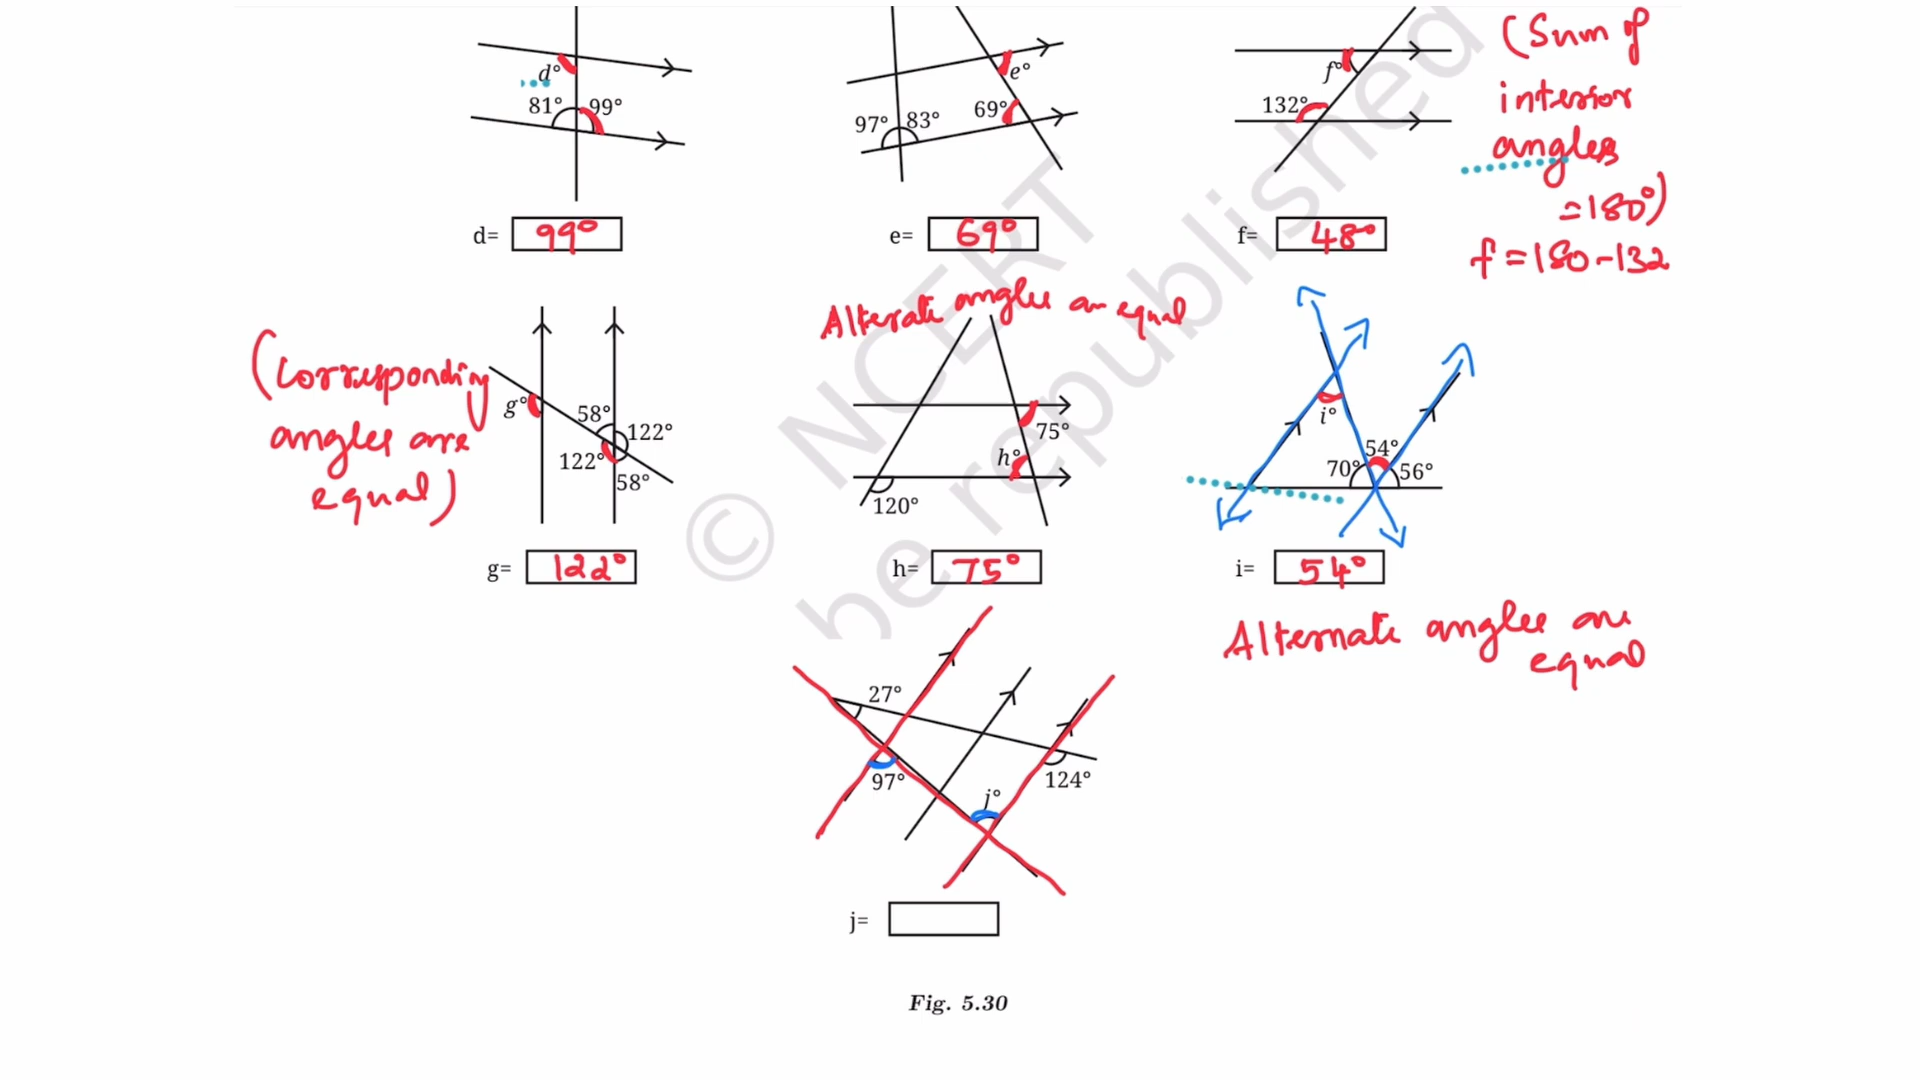 d°
81° 99°
d= 99°
e°
69°
97° 83°
e= 69°
f°
132°
f= 48°
(Sum of
interior
angles
=180°)
f=180-132
(Corresponding
angles are
equal)
g°
58°
122°
122°
58°
g= 122°
Alternate angles are equal
75°
h°
120°
h= 75°
i°
54°
70° 56°
i= 54°
Alternate angles are
equal
27°
97°
j°
124°
j=
Fig. 5.30
© NCERT
be republished